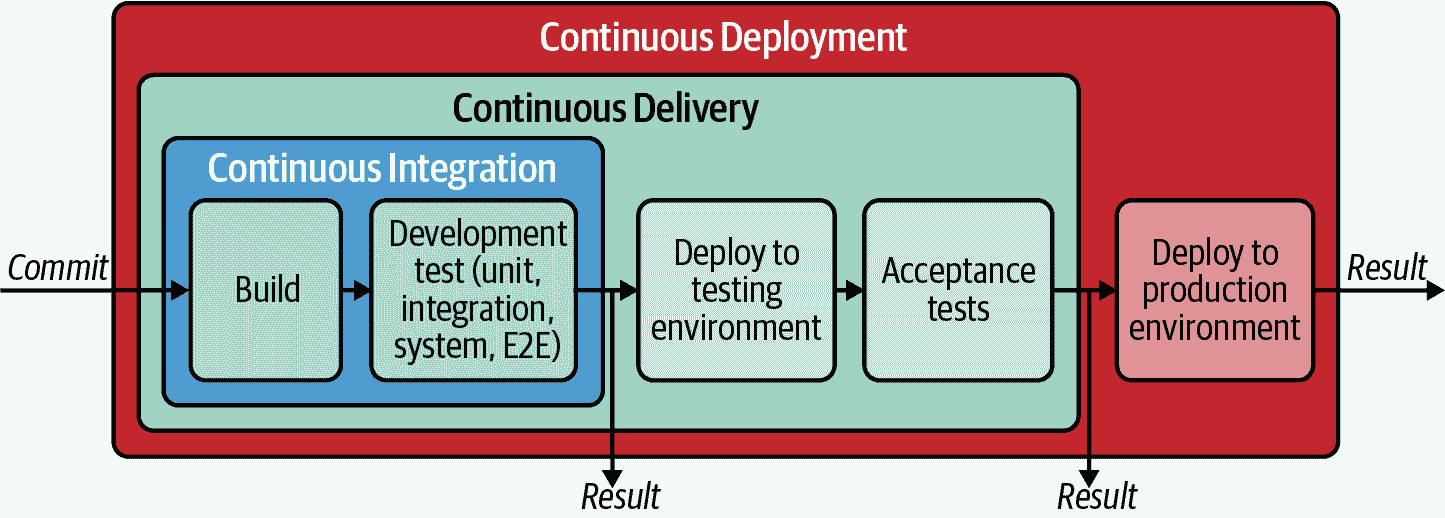 Continuous Deployment
Continuous Delivery
Continuous Integration
Commit
Build
Development
test (unit,
integration,
system, E2E)
Deploy to
testing
environment
Acceptance
tests
Deploy to
production
environment
Result
Result
Result